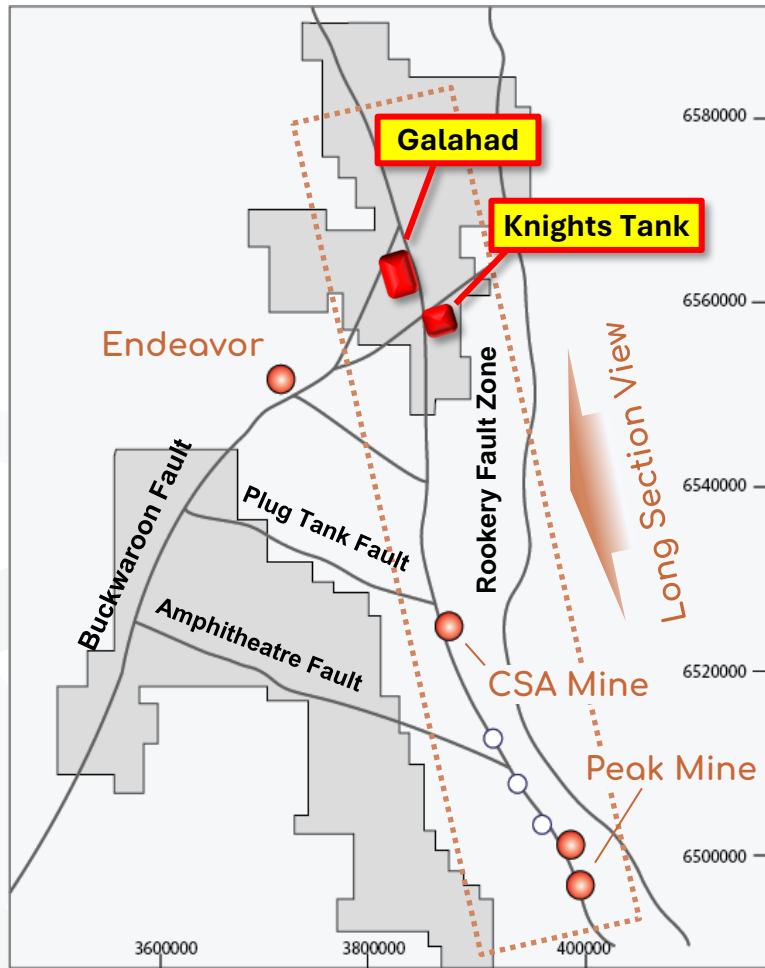 6580000
Galahad
Knights Tank
6560000
Endeavor
Rookery Fault Zone
Long Section View
Buckwaroon Fault
6540000
Plug Tank Fault
Amphitheatre Fault
CSA Mine
6520000
Peak Mine
6500000
3600000
3800000
400000